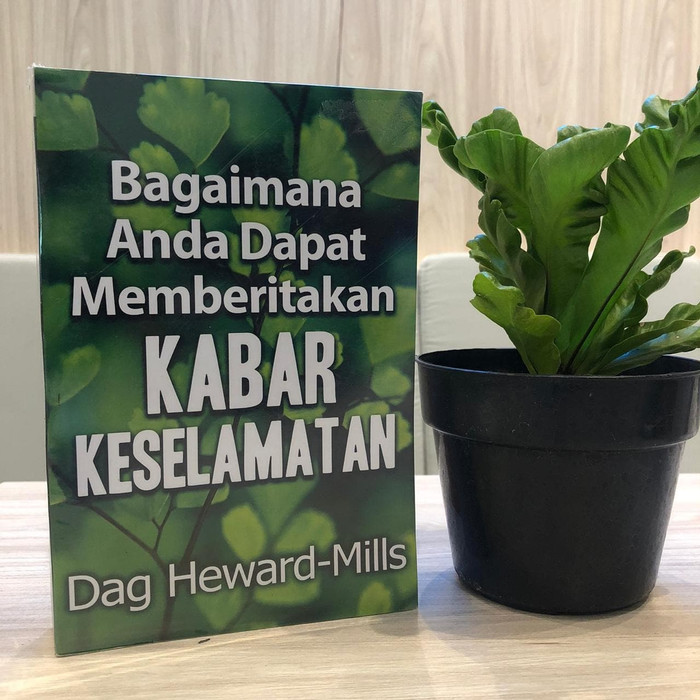 Bagaimana
Anda Dapat
Memberitakan
KABAR
KESELAMATAN
Dag Heward-Mills